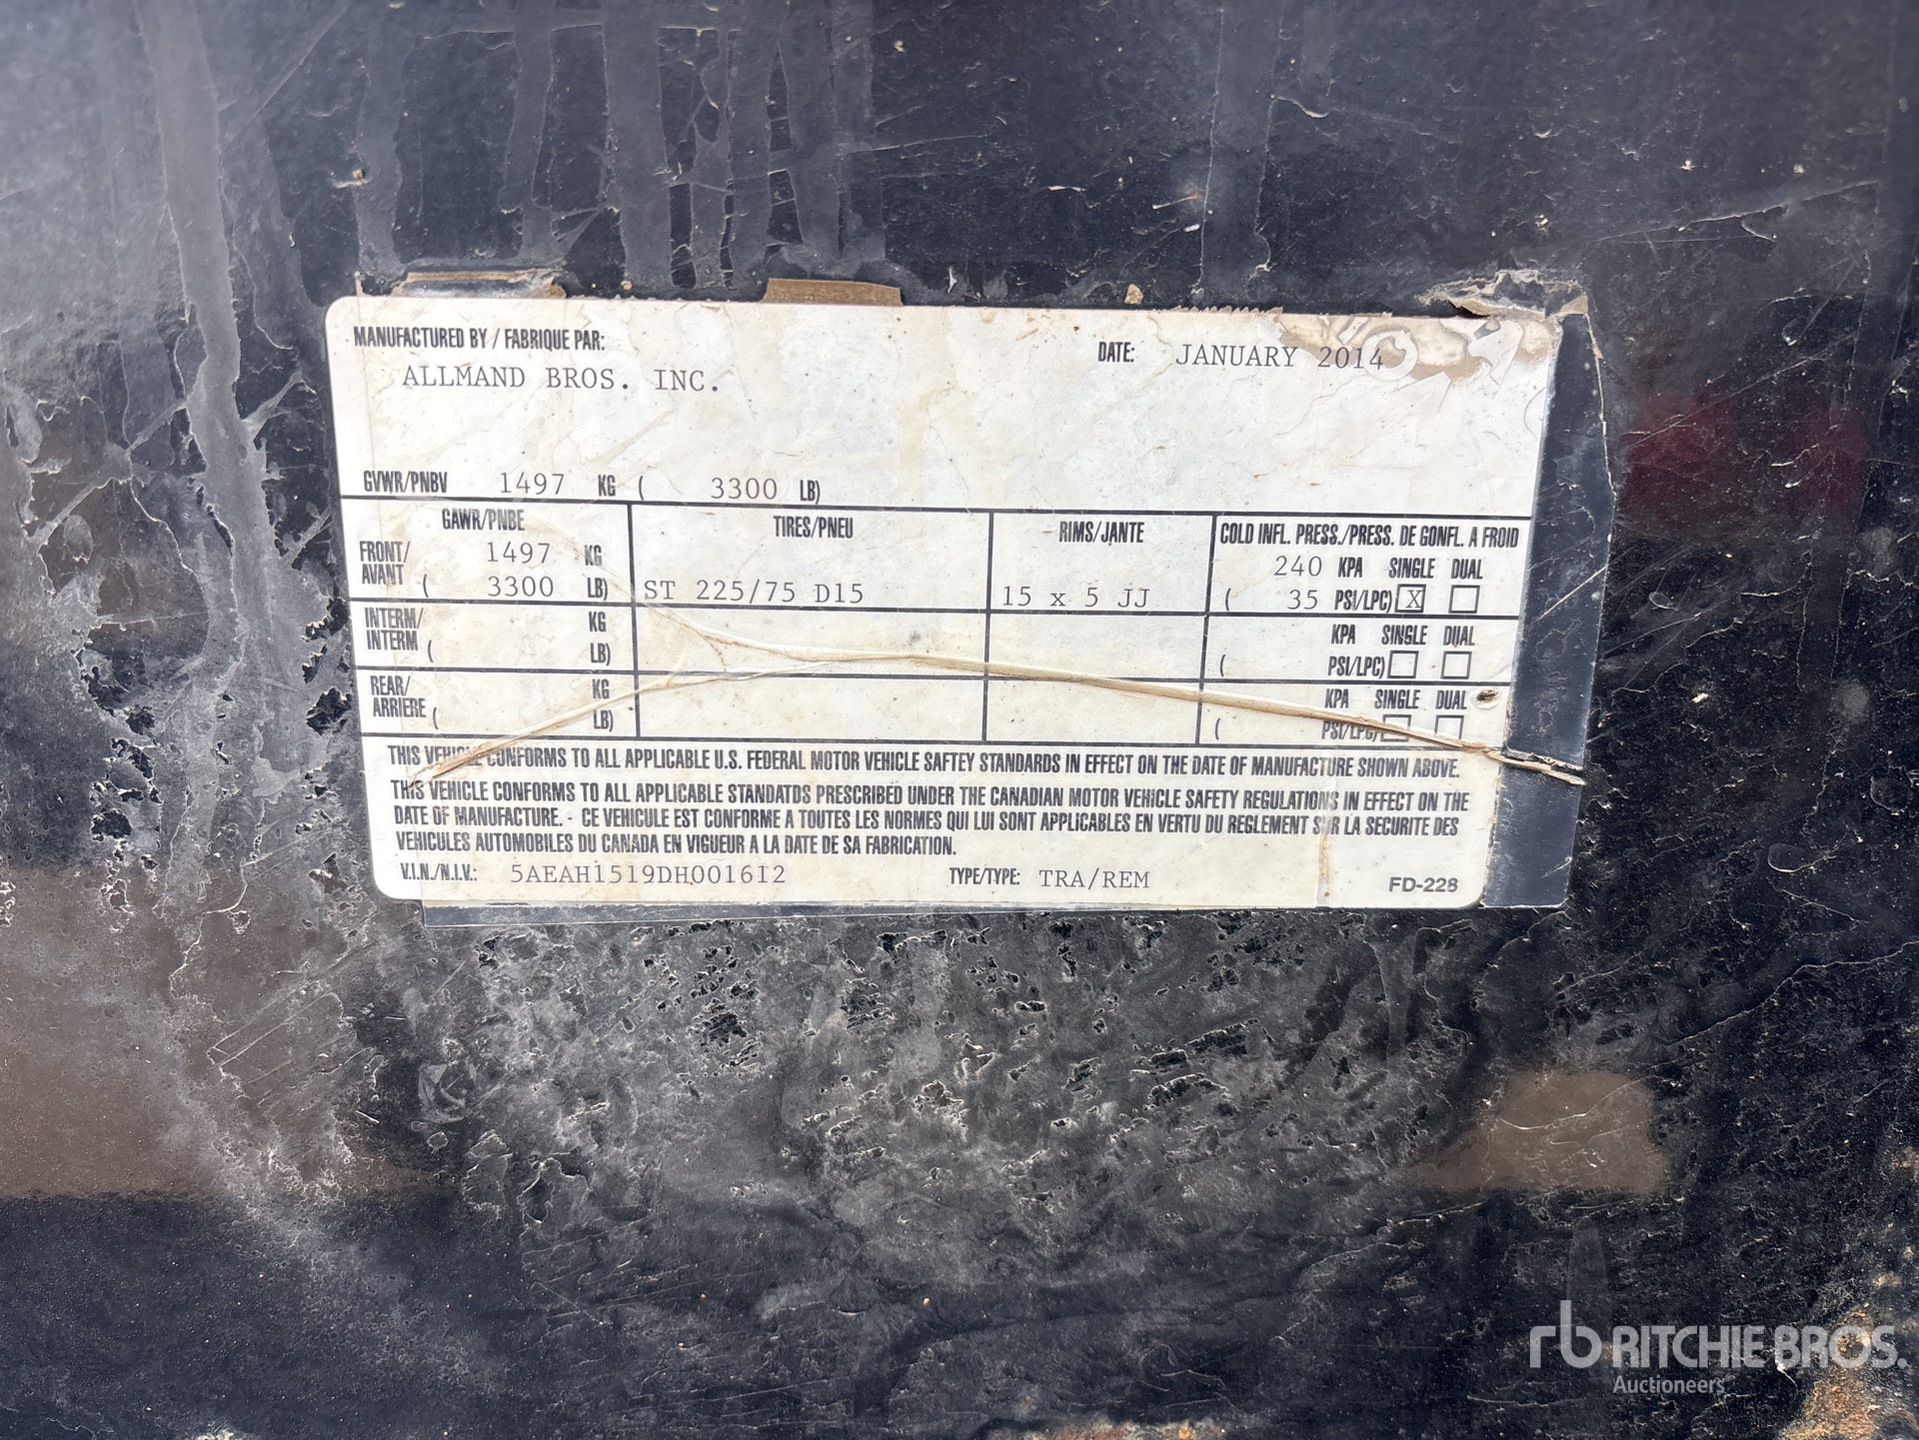 MANUFACTURED BY / FABRIQUE PAR:
ALLMAND BROS. INC.
DATE: JANUARY 2014
GVWR/PNBV 1497 KG ( 3300 LB)
GAWR/PNBE TIRES/PNEU RIMS/JANTE COLD INFL. PRESS./PRESS. DE GONFL. A FROID
FRONT/ 1497 KG 240 KPA SINGLE DUAL
AVANT ( 3300 LB) ST 225/75 D15 15 x 5 JJ ( 35 PSI/LPC) X
INTERM/ KG KPA SINGLE DUAL
INTERM ( LB) ( PSI/LPC)
REAR/ KG KPA SINGLE DUAL
ARRIERE ( LB) ( PSI/LPC)
THIS VEHICLE CONFORMS TO ALL APPLICABLE U.S. FEDERAL MOTOR VEHICLE SAFTEY STANDARDS IN EFFECT ON THE DATE OF MANUFACTURE SHOWN ABOVE.
THIS VEHICLE CONFORMS TO ALL APPLICABLE STANDATDS PRESCRIBED UNDER THE CANADIAN MOTOR VEHICLE SAFETY REGULATIONS IN EFFECT ON THE
DATE OF MANUFACTURE. - CE VEHICULE EST CONFORME A TOUTES LES NORMES QUI LUI SONT APPLICABLES EN VERTU DU REGLEMENT SUR LA SECURITE DES
VEHICULES AUTOMOBILES DU CANADA EN VIGUEUR A LA DATE DE SA FABRICATION.
V.I.N./N.I.V.: 5AEAH1519DH001612 TYPE/TYPE: TRA/REM FD-228
rb RITCHIE BROS.
Auctioneers